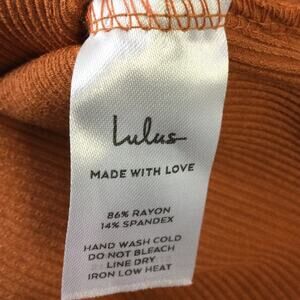 Lulus
MADE WITH LOVE
86% RAYON
14% SPANDEX
HAND WASH COLD
DO NOT BLEACH
LINE DRY
IRON LOW HEAT